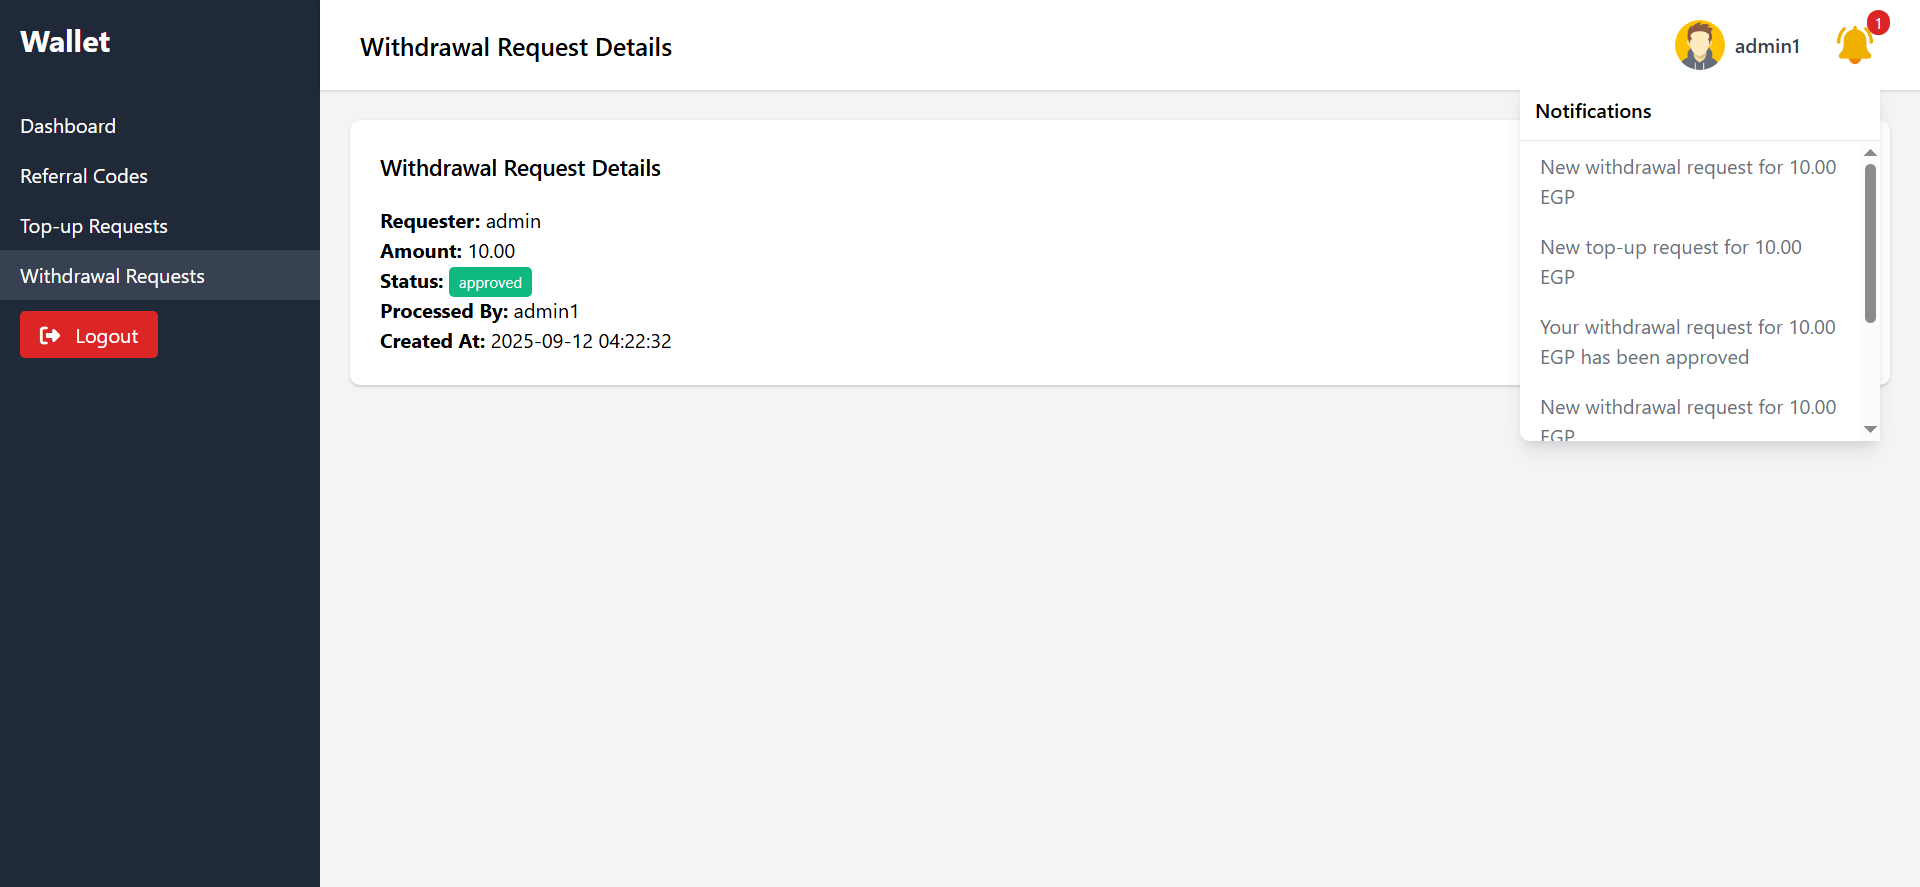 Wallet
Dashboard
Referral Codes
Top-up Requests
Withdrawal Requests
Logout
Withdrawal Request Details
admin1
1
Withdrawal Request Details
Requester: admin
Amount: 10.00
Status: approved
Processed By: admin1
Created At: 2025-09-12 04:22:32
Notifications
New withdrawal request for 10.00
EGP
New top-up request for 10.00
EGP
Your withdrawal request for 10.00
EGP has been approved
New withdrawal request for 10.00
EGP